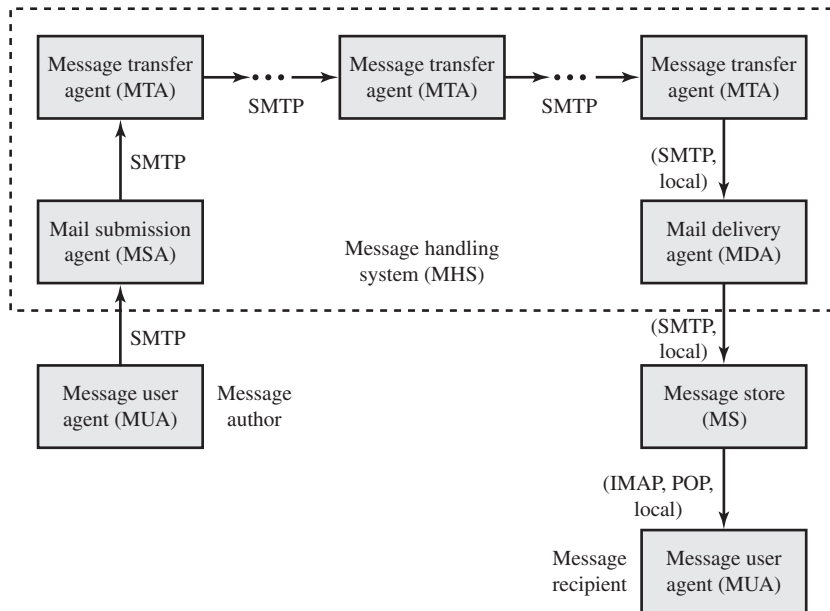 Message transfer
agent (MTA)
SMTP
Message transfer
agent (MTA)
SMTP
Message transfer
agent (MTA)
SMTP
(SMTP,
local)
Mail submission
agent (MSA)
Message handling
system (MHS)
Mail delivery
agent (MDA)
SMTP
(SMTP,
local)
Message user
agent (MUA)
Message
author
Message store
(MS)
(IMAP, POP,
local)
Message
recipient
Message user
agent (MUA)